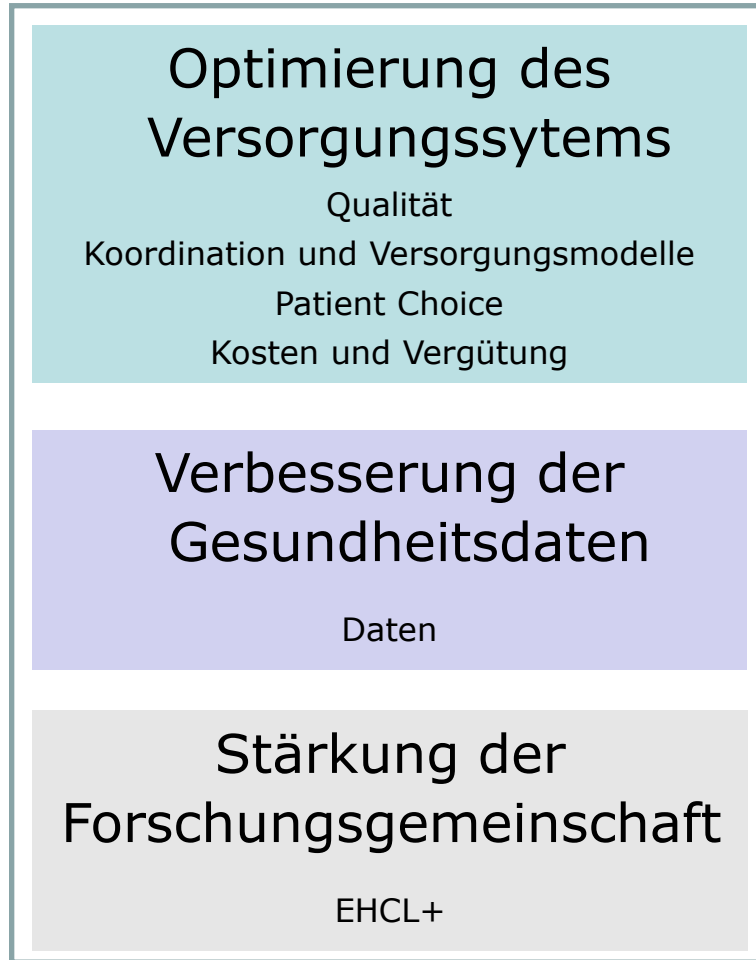 Optimierung des
Versorgungssytems
Qualität
Koordination und Versorgungsmodelle
Patient Choice
Kosten und Vergütung
Verbesserung der
Gesundheitsdaten
Daten
Stärkung der
Forschungsgemeinschaft
EHCL+